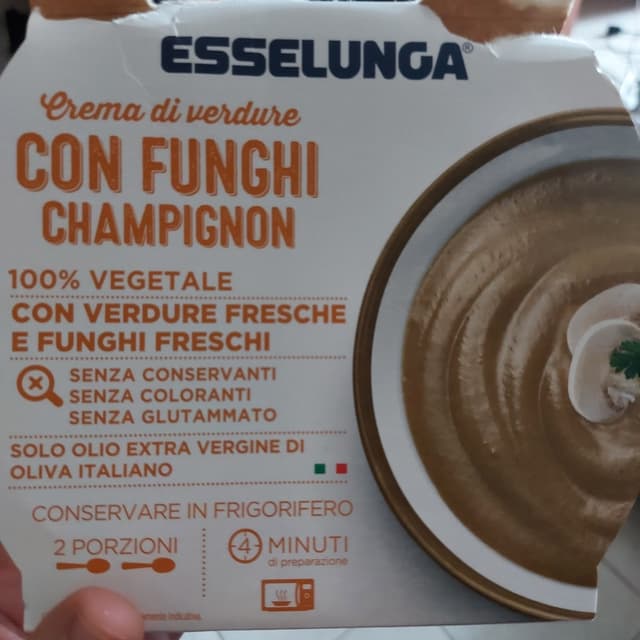 ESSELUNGA®
Crema di verdure
CON FUNGHI
CHAMPIGNON
100% VEGETALE
CON VERDURE FRESCHE
E FUNGHI FRESCHI
SENZA CONSERVANTI
SENZA COLORANTI
SENZA GLUTAMMATO
SOLO OLIO EXTRA VERGINE DI
OLIVA ITALIANO
CONSERVARE IN FRIGORIFERO
2 PORZIONI
4 MINUTI
di preparazione
indicativa.